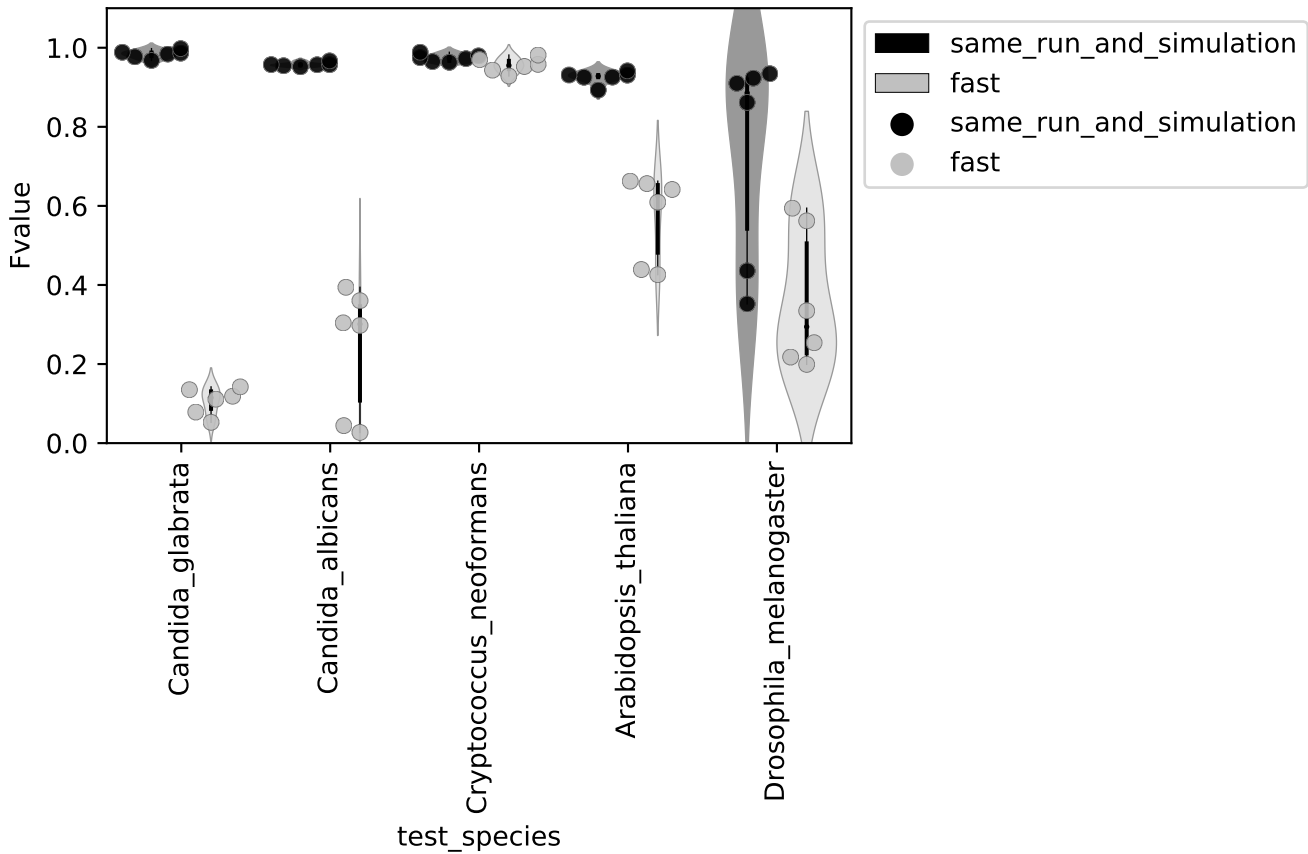 1.0
0.8
0.6
0.4
0.2
0.0
Fvalue
Candida_glabrata
Candida_albicans
Cryptococcus_neoformans
Arabidopsis_thaliana
Drosophila_melanogaster
test_species
same_run_and_simulation
fast
same_run_and_simulation
fast